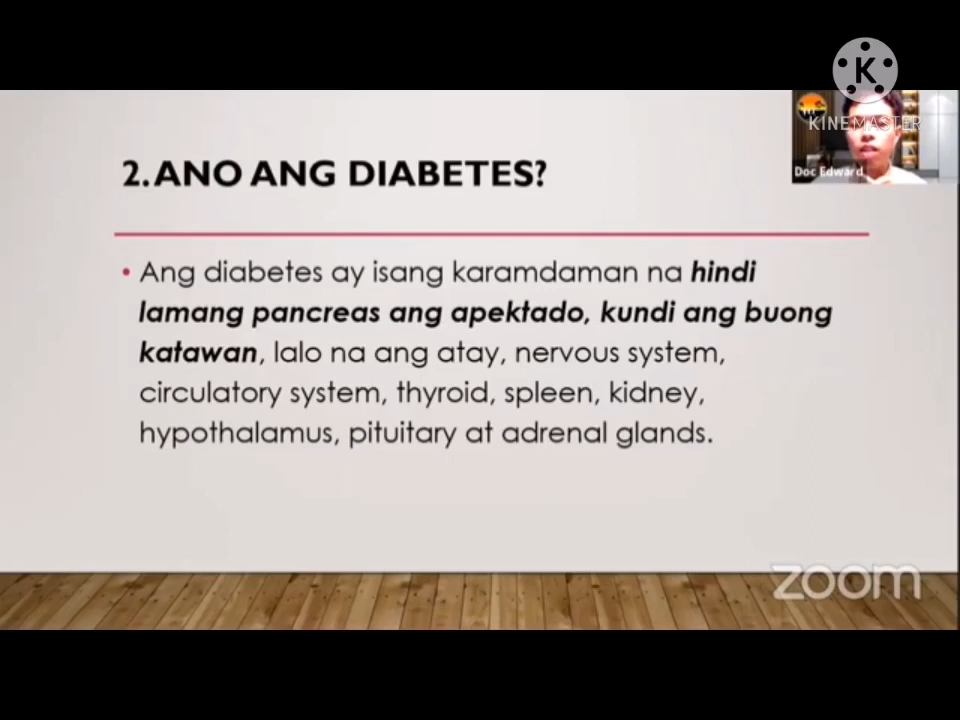 K
KINEMASTER
Doc Edward
2. ANO ANG DIABETES?
• Ang diabetes ay isang karamdaman na hindi
lamang pancreas ang apektado, kundi ang buong
katawan, lalo na ang atay, nervous system,
circulatory system, thyroid, spleen, kidney,
hypothalamus, pituitary at adrenal glands.
zoom